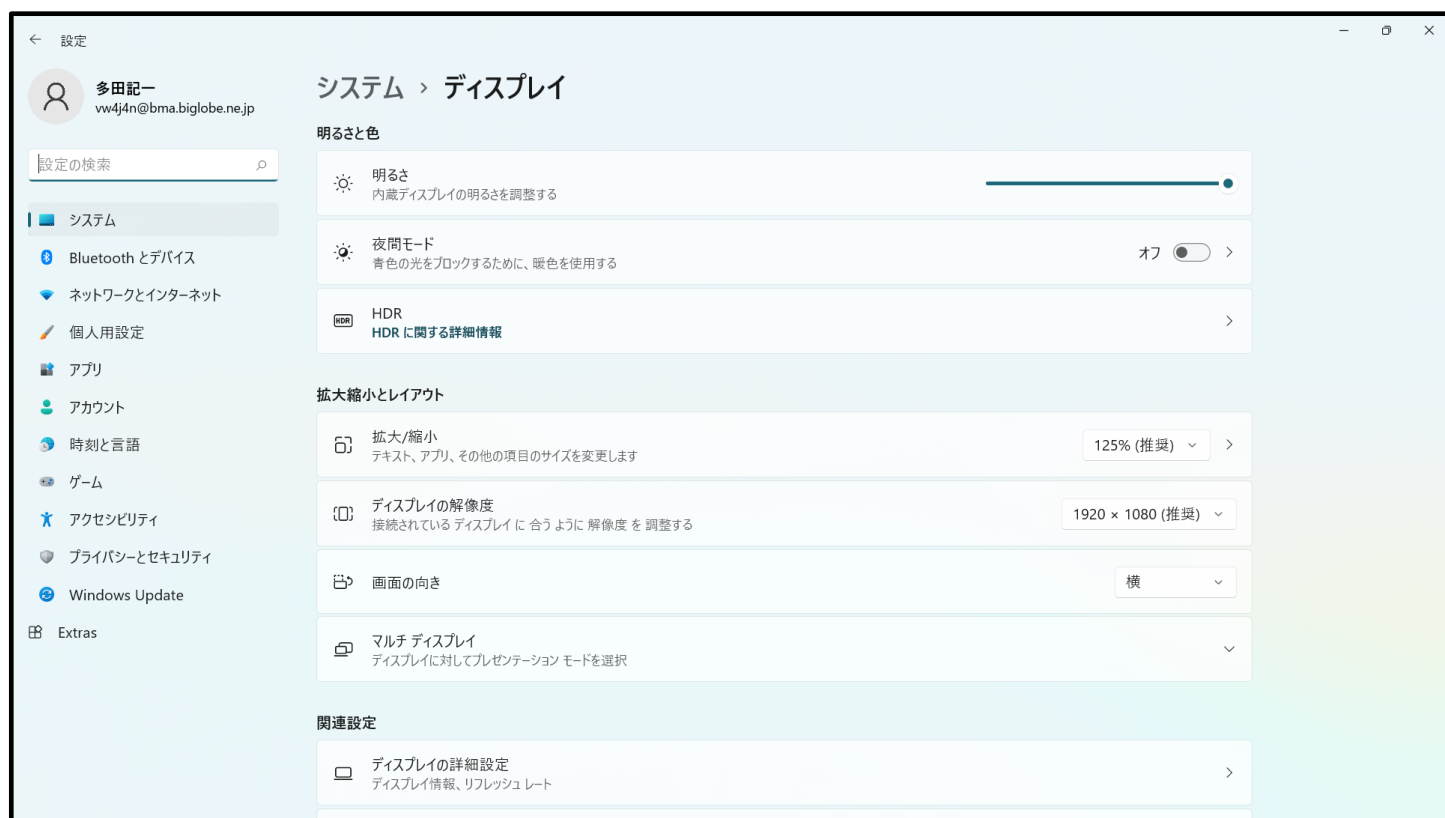 設定
多田記一
vw4j4n@bma.biglobe.ne.jp
設定の検索
システム
Bluetooth とデバイス
ネットワークとインターネット
個人用設定
アプリ
アカウント
時刻と言語
ゲーム
アクセシビリティ
プライバシーとセキュリティ
Windows Update
Extras
システム › ディスプレイ
明るさと色
明るさ
内蔵ディスプレイの明るさを調整する
夜間モード
青色の光をブロックするために、暖色を使用する
オフ
HDR
HDR
HDR に関する詳細情報
拡大縮小とレイアウト
拡大/縮小
テキスト、アプリ、その他の項目のサイズを変更します
125% (推奨)
ディスプレイの解像度
接続されている ディスプレイ に 合う ように 解像度 を 調整する
1920 × 1080 (推奨)
画面の向き
横
マルチ ディスプレイ
ディスプレイに対してプレゼンテーション モードを選択
関連設定
ディスプレイの詳細設定
ディスプレイ情報、リフレッシュ レート